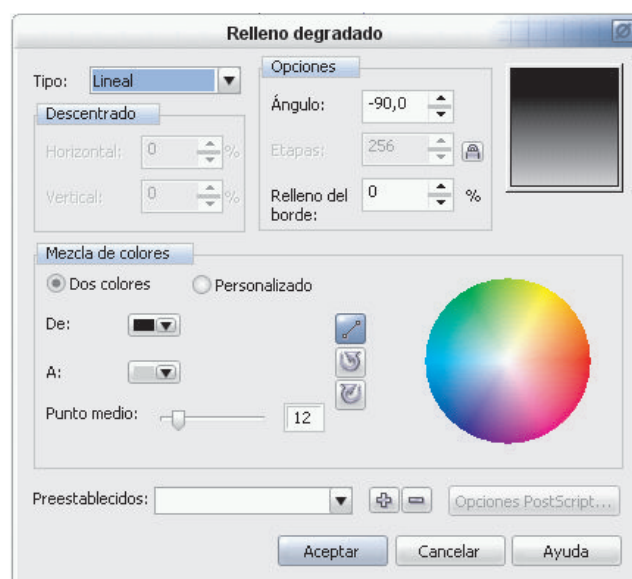 Relleno degradado
Tipo: Lineal
Opciones
Ángulo: -90,0
Etapas: 256
Relleno del borde: 0 %
Descentrado
Horizontal: 0 %
Vertical: 0 %
Mezcla de colores
Dos colores Personalizado
De:
A:
Punto medio: 12
Preestablecidos:
Opciones PostScript...
Aceptar Cancelar Ayuda